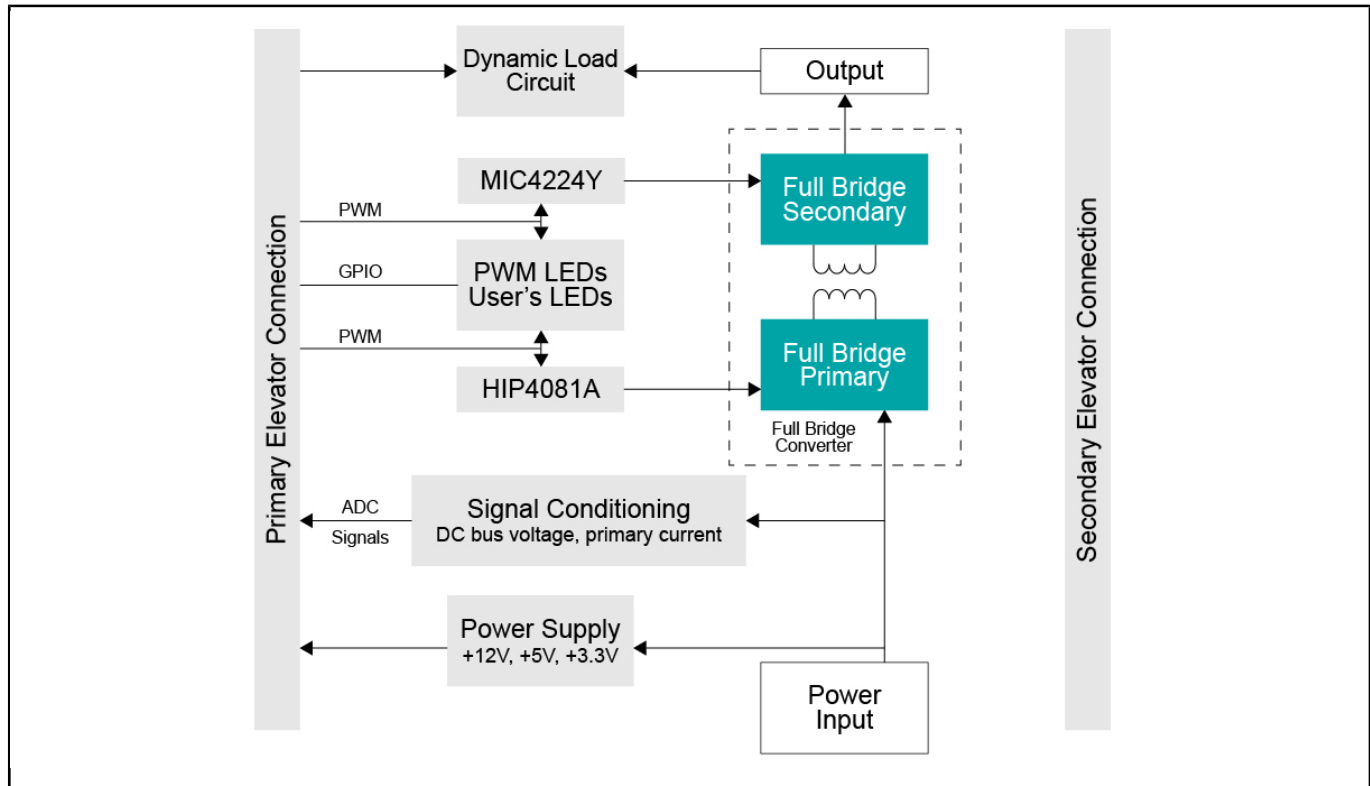 Primary Elevator Connection
Dynamic Load
Circuit
Output
MIC4224Y
Full Bridge
Secondary
PWM
GPIO
PWM LEDs
User's LEDs
PWM
Full Bridge
Primary
HIP4081A
Full Bridge
Converter
ADC
Signals
Signal Conditioning
DC bus voltage, primary current
Power Supply
+12V, +5V, +3.3V
Power
Input
Secondary Elevator Connection